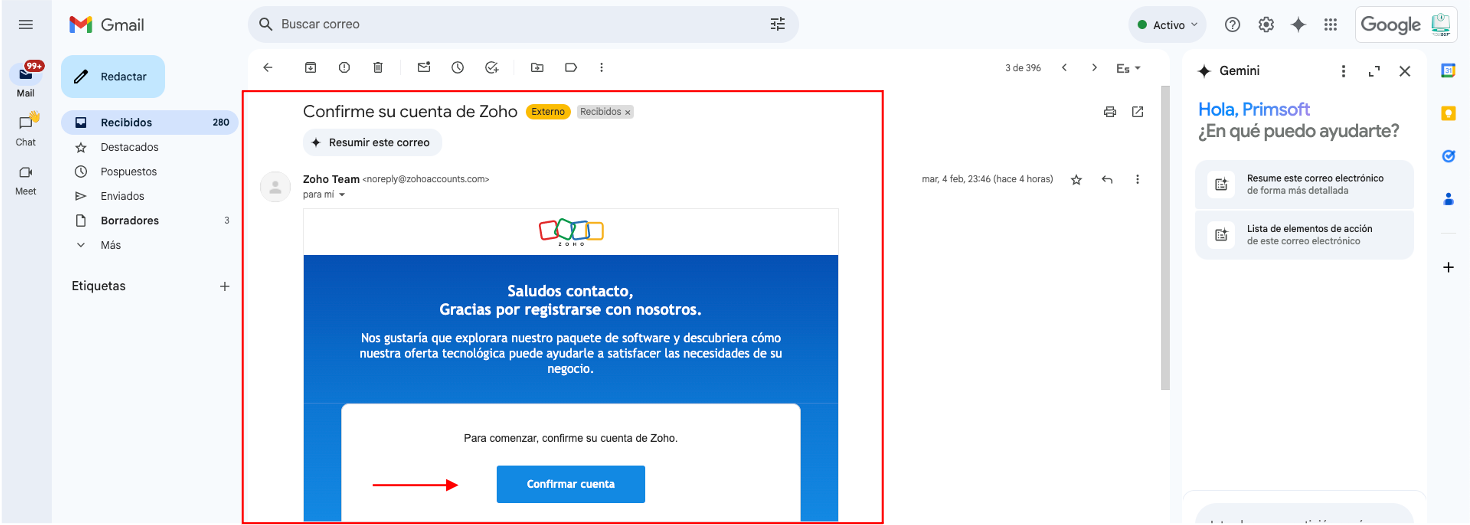 Gmail
Buscar correo
Activo
Google
99+
Mail
Chat
Meet
Redactar
Recibidos 280
Destacados
Pospuestos
Enviados
Borradores 3
Más
Etiquetas
3 de 396
Es
Confirme su cuenta de Zoho Externo Recibidos x
Resumir este correo
Zoho Team <noreply@zohoaccounts.com>
mar, 4 feb, 23:46 (hace 4 horas)
para mí
ZOHO
Saludos contacto,
Gracias por registrarse con nosotros.
Nos gustaría que explorara nuestro paquete de software y descubriera cómo
nuestra oferta tecnológica puede ayudarle a satisfacer las necesidades de su
negocio.
Para comenzar, confirme su cuenta de Zoho.
Confirmar cuenta
Gemini
Hola, Primsoft
¿En qué puedo ayudarte?
Resume este correo electrónico
de forma más detallada
Lista de elementos de acción
de este correo electrónico
31